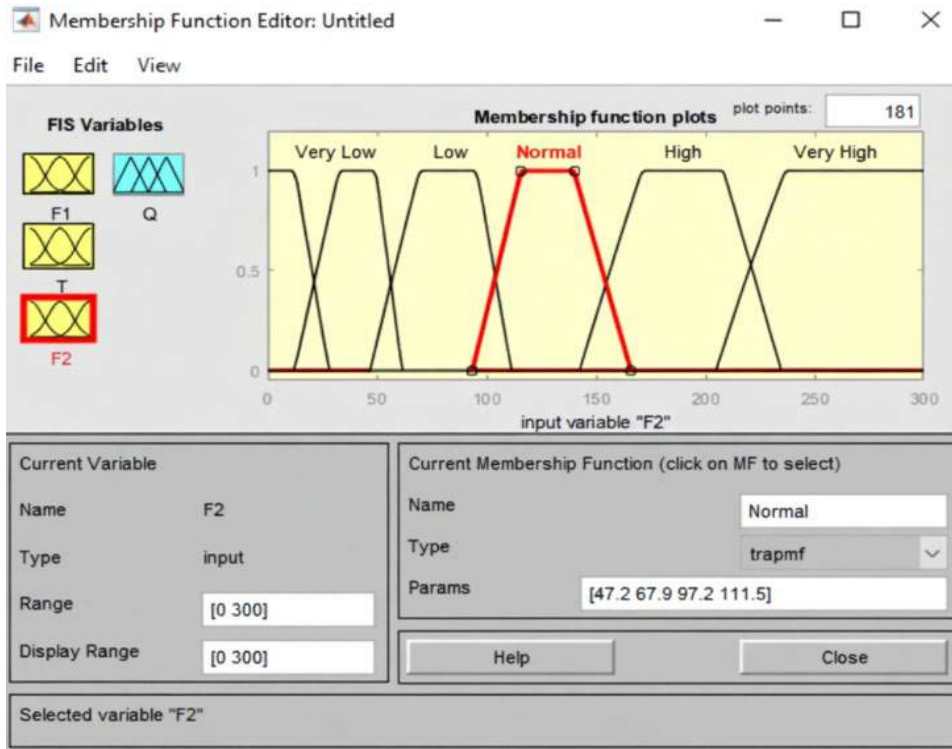 Membership Function Editor: Untitled
File Edit View
FIS Variables
F1
Q
T
F2
Membership function plots
plot points: 181
Very Low Low Normal High Very High
1
0.5
0
0 50 100 150 200 250 300
input variable "F2"
Current Variable
Name F2
Type input
Range [0 300]
Display Range [0 300]
Current Membership Function (click on MF to select)
Name Normal
Type trapmf
Params [47.2 67.9 97.2 111.5]
Help Close
Selected variable "F2"